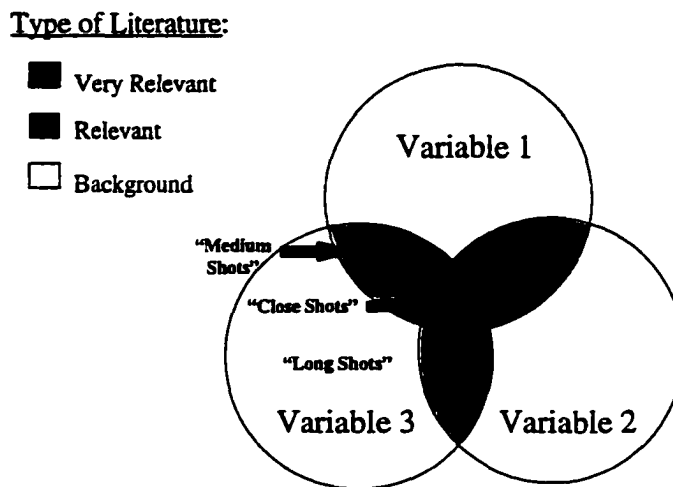 Type of Literature:
Very Relevant
Relevant
Background
Variable 1
“Medium
Shots”
“Close Shots”
“Long Shots”
Variable 3
Variable 2